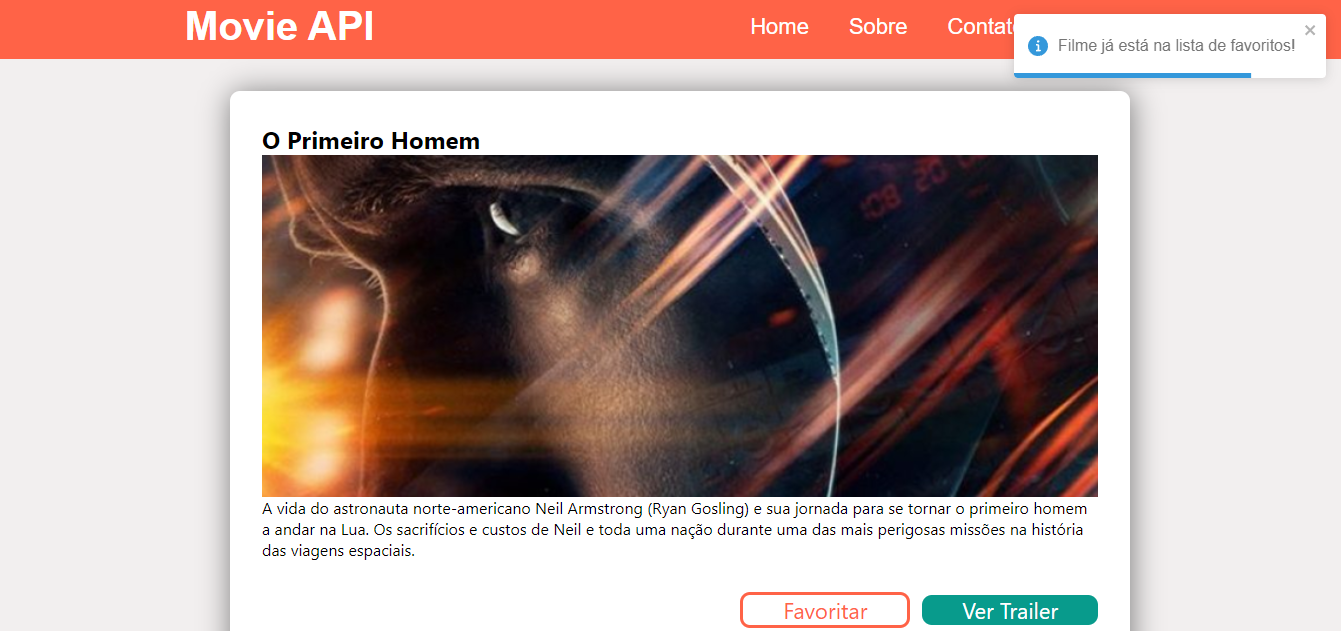 Movie API
Home Sobre
Filme já está na lista de favoritos!
O Primeiro Homem
A vida do astronauta norte-americano Neil Armstrong (Ryan Gosling) e sua jornada para se tornar o primeiro homem
a andar na Lua. Os sacrifícios e custos de Neil e toda uma nação durante uma das mais perigosas missões na história
das viagens espaciais.
Favoritar
Ver Trailer